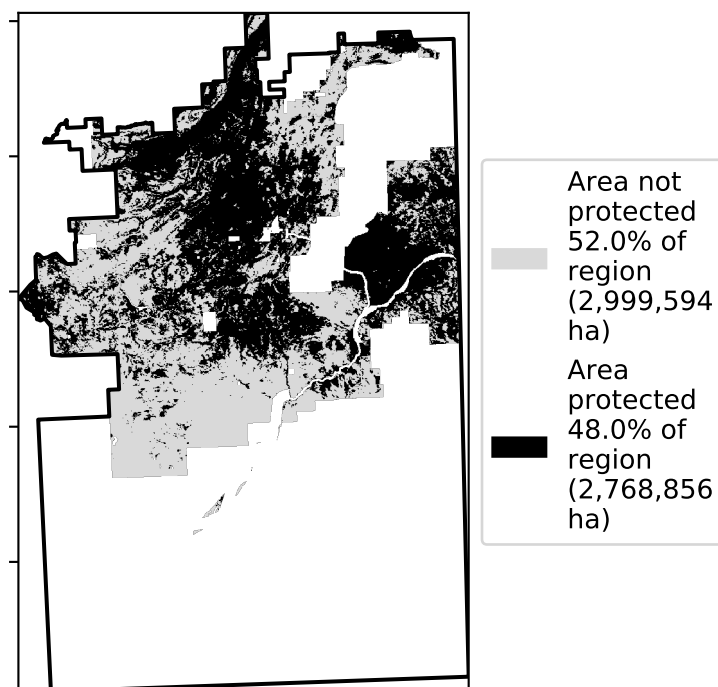 Area not
protected
52.0% of
region
(2,999,594
ha)
Area
protected
48.0% of
region
(2,768,856
ha)